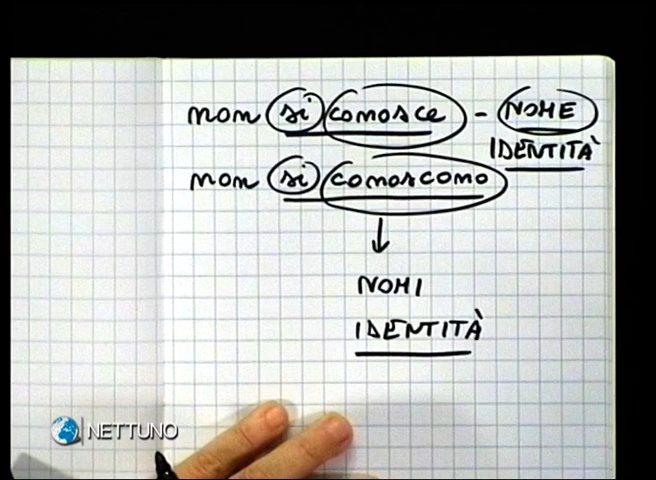 non si conosce - NOME
IDENTITÀ
non si conoscono
NOMI
IDENTITÀ
NETTUNO